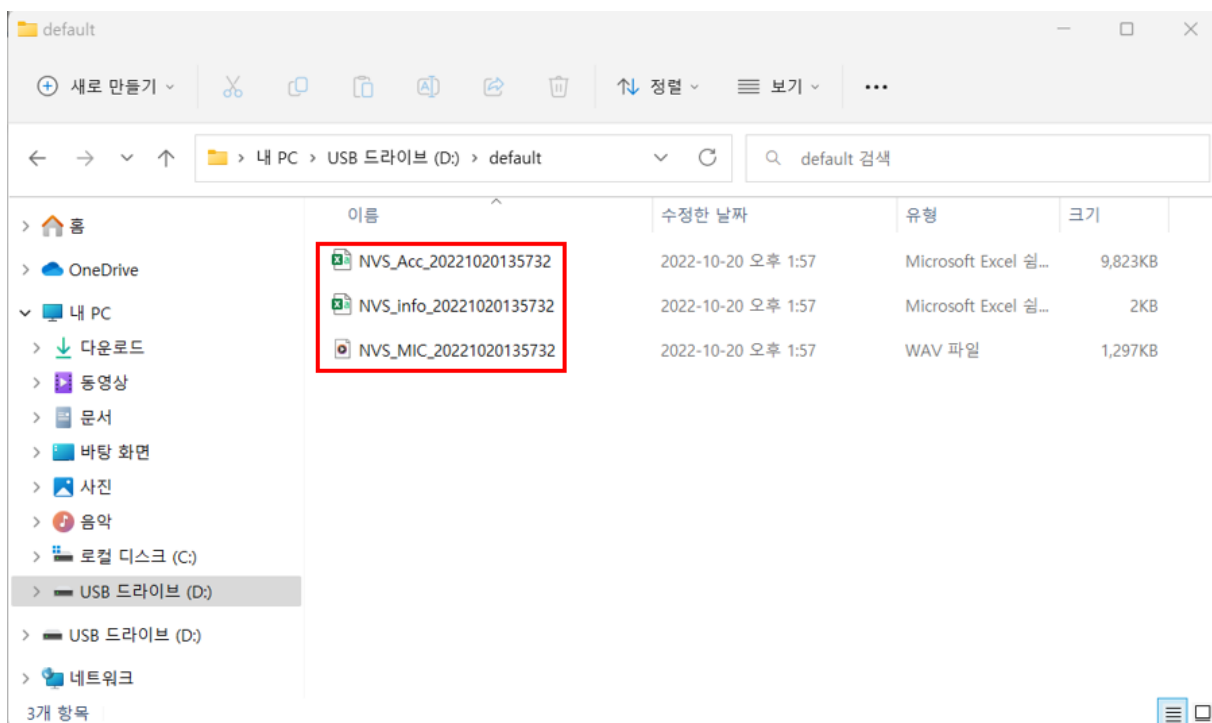 default
새로 만들기 정렬 보기
내 PC > USB 드라이브 (D:) > default
default 검색
이름 수정한 날짜 유형 크기
NVS_Acc_20221020135732 2022-10-20 오후 1:57 Microsoft Excel 쉼... 9,823KB
NVS_info_20221020135732 2022-10-20 오후 1:57 Microsoft Excel 쉼... 2KB
NVS_MIC_20221020135732 2022-10-20 오후 1:57 WAV 파일 1,297KB
홈
OneDrive
내 PC
다운로드
동영상
문서
바탕 화면
사진
음악
로컬 디스크 (C:)
USB 드라이브 (D:)
USB 드라이브 (D:)
네트워크
3개 항목